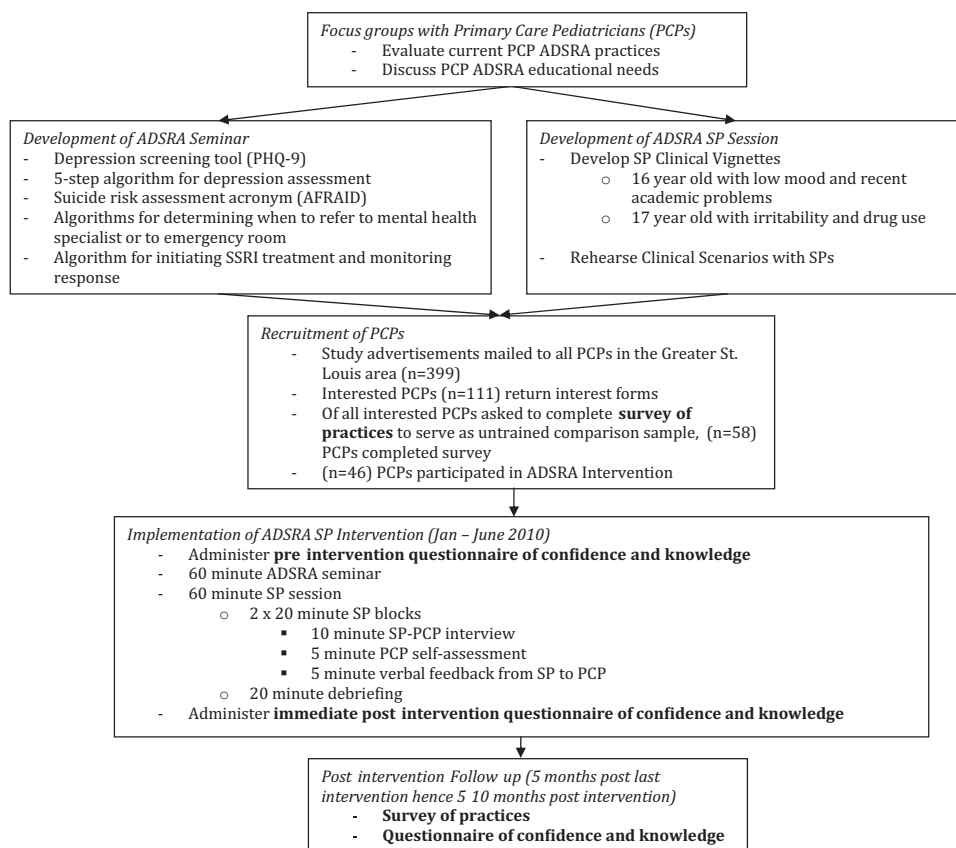 Focus groups with Primary Care Pediatricians (PCPs)
- Evaluate current PCP ADSRA practices
- Discuss PCP ADSRA educational needs
Development of ADSRA Seminar
- Depression screening tool (PHQ-9)
- 5-step algorithm for depression assessment
- Suicide risk assessment acronym (AFRAID)
- Algorithms for determining when to refer to mental health
specialist or to emergency room
- Algorithm for initiating SSRI treatment and monitoring
response
Development of ADSRA SP Session
- Develop SP Clinical Vignettes
o 16 year old with low mood and recent
academic problems
o 17 year old with irritability and drug use
- Rehearse Clinical Scenarios with SPs
Recruitment of PCPs
- Study advertisements mailed to all PCPs in the Greater St.
Louis area (n=399)
- Interested PCPs (n=111) return interest forms
- Of all interested PCPs asked to complete survey of
practices to serve as untrained comparison sample, (n=58)
PCPs completed survey
- (n=46) PCPs participated in ADSRA Intervention
Implementation of ADSRA SP Intervention (Jan – June 2010)
- Administer pre intervention questionnaire of confidence and knowledge
- 60 minute ADSRA seminar
- 60 minute SP session
o 2 x 20 minute SP blocks
▪ 10 minute SP-PCP interview
▪ 5 minute PCP self-assessment
▪ 5 minute verbal feedback from SP to PCP
o 20 minute debriefing
- Administer immediate post intervention questionnaire of confidence and knowledge
Post intervention Follow up (5 months post last
intervention hence 5 10 months post intervention)
- Survey of practices
- Questionnaire of confidence and knowledge